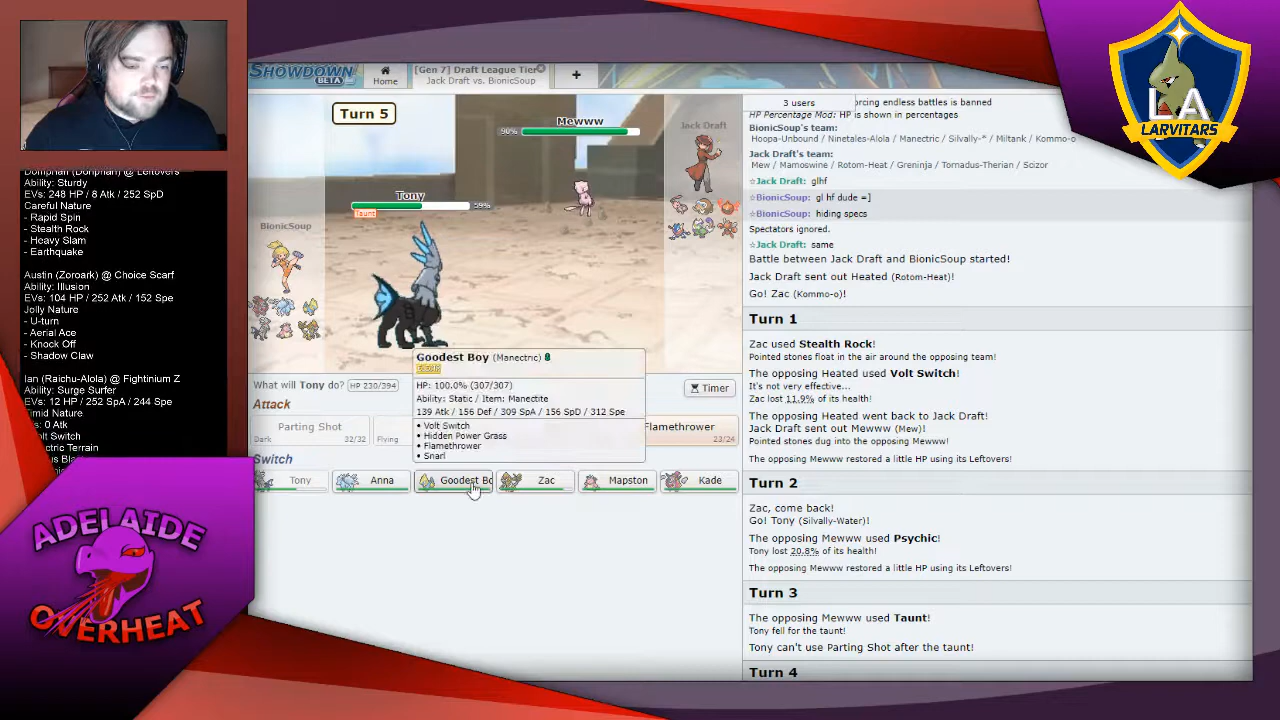 Doriphan (Donphan) @ Leftovers
Ability: Sturdy
EVs: 248 HP / 8 Atk / 252 SpD
Careful Nature
- Rapid Spin
- Stealth Rock
- Heavy Slam
- Earthquake
Austin (Zoroark) @ Choice Scarf
Ability: Illusion
EVs: 104 HP / 252 Atk / 152 Spe
Jolly Nature
- U-turn
- Aerial Ace
- Knock Off
- Shadow Claw
Ian (Raichu-Alola) @ Fightinium Z
Ability: Surge Surfer
EVs: 12 HP / 252 SpA / 244 Spe
Timid Nature
ADELAIDE
OVERHEAT
SHOWDOWN
BETA
Home
[Gen 7] Draft League Tier
Jack Draft vs. BionicSoup
+
Turn 5
Mewww
90%
Jack Draft
Tony
59%
Taunt
BionicSoup
Goodest Boy (Manectric)
HP: 100.0% (307/307)
Ability: Static / Item: Manectite
139 Atk / 156 Def / 309 SpA / 156 SpD / 312 Spe
• Volt Switch
• Hidden Power Grass
• Flamethrower
• Snarl
What will Tony do? HP 230/394
Timer
Attack
Parting Shot
Dark 32/32
Flying
Flamethrower
23/24
Switch
Tony
Anna
Goodest Bo
Zac
Mapston
Kade
3 users
orcing endless battles is banned
HP Percentage Mod: HP is shown in percentages
BionicSoup's team:
Hoopa-Unbound / Ninetales-Alola / Manectric / Silvally-* / Miltank / Kommo-o
Jack Draft's team:
Mew / Mamoswine / Rotom-Heat / Greninja / Tornadus-Therian / Scizor
☆Jack Draft: glhf
☆BionicSoup: gl hf dude =]
☆BionicSoup: hiding specs
Spectators ignored.
☆Jack Draft: same
Battle between Jack Draft and BionicSoup started!
Jack Draft sent out Heated (Rotom-Heat)!
Go! Zac (Kommo-o)!
Turn 1
Zac used Stealth Rock!
Pointed stones float in the air around the opposing team!
The opposing Heated used Volt Switch!
It's not very effective...
Zac lost 11.9% of its health!
The opposing Heated went back to Jack Draft!
Jack Draft sent out Mewww (Mew)!
Pointed stones dug into the opposing Mewww!
The opposing Mewww restored a little HP using its Leftovers!
Turn 2
Zac, come back!
Go! Tony (Silvally-Water)!
The opposing Mewww used Psychic!
Tony lost 20.8% of its health!
The opposing Mewww restored a little HP using its Leftovers!
Turn 3
The opposing Mewww used Taunt!
Tony fell for the taunt!
Tony can't use Parting Shot after the taunt!
Turn 4
LA
LARVITARS